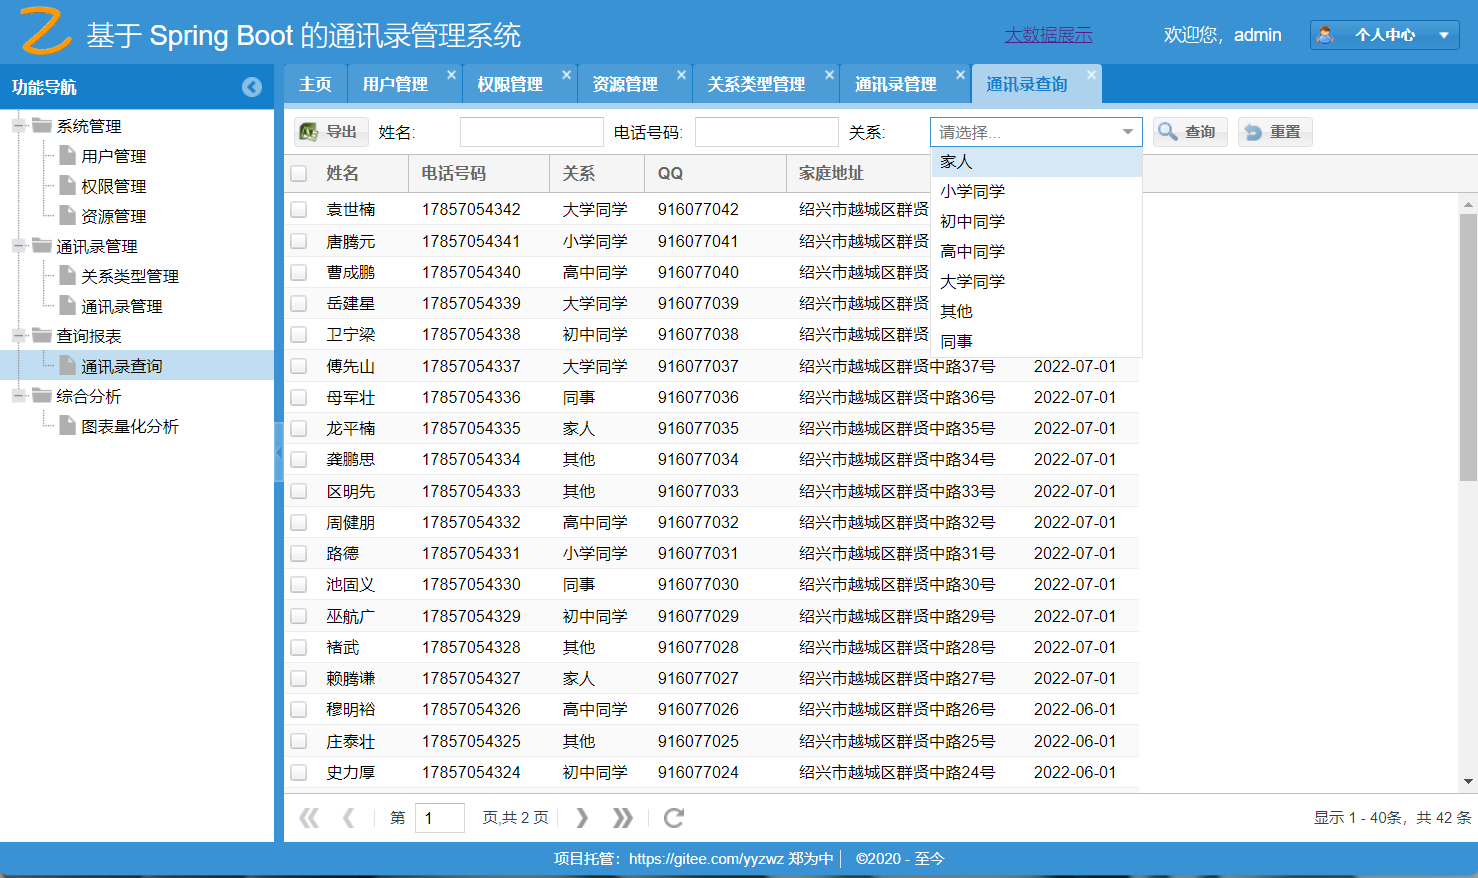 基于 Spring Boot 的通讯录管理系统
大数据展示
欢迎您，admin
个人中心
功能导航
主页 用户管理 权限管理 资源管理 关系类型管理 通讯录管理 通讯录查询
系统管理
用户管理
权限管理
资源管理
通讯录管理
关系类型管理
通讯录管理
查询报表
通讯录查询
综合分析
图表量化分析
导出 姓名: 电话号码: 关系: 请选择... 查询 重置
家人
小学同学
初中同学
高中同学
大学同学
其他
同事
姓名 电话号码 关系 QQ 家庭地址
袁世楠 17857054342 大学同学 916077042 绍兴市越城区群贤
唐腾元 17857054341 小学同学 916077041 绍兴市越城区群贤
曹成鹏 17857054340 高中同学 916077040 绍兴市越城区群贤
岳建星 17857054339 大学同学 916077039 绍兴市越城区群贤
卫宁梁 17857054338 初中同学 916077038 绍兴市越城区群贤
傅先山 17857054337 大学同学 916077037 绍兴市越城区群贤中路37号 2022-07-01
母军壮 17857054336 同事 916077036 绍兴市越城区群贤中路36号 2022-07-01
龙平楠 17857054335 家人 916077035 绍兴市越城区群贤中路35号 2022-07-01
龚鹏思 17857054334 其他 916077034 绍兴市越城区群贤中路34号 2022-07-01
区明先 17857054333 其他 916077033 绍兴市越城区群贤中路33号 2022-07-01
周健朋 17857054332 高中同学 916077032 绍兴市越城区群贤中路32号 2022-07-01
路德 17857054331 小学同学 916077031 绍兴市越城区群贤中路31号 2022-07-01
池固义 17857054330 同事 916077030 绍兴市越城区群贤中路30号 2022-07-01
巫航广 17857054329 初中同学 916077029 绍兴市越城区群贤中路29号 2022-07-01
褚武 17857054328 其他 916077028 绍兴市越城区群贤中路28号 2022-07-01
赖腾谦 17857054327 家人 916077027 绍兴市越城区群贤中路27号 2022-07-01
穆明裕 17857054326 高中同学 916077026 绍兴市越城区群贤中路26号 2022-06-01
庄泰壮 17857054325 其他 916077025 绍兴市越城区群贤中路25号 2022-06-01
史力厚 17857054324 初中同学 916077024 绍兴市越城区群贤中路24号 2022-06-01
第 1 页,共 2 页
显示 1 - 40条，共 42 条
项目托管：https://gitee.com/yyzwz 郑为中 | ©2020 - 至今